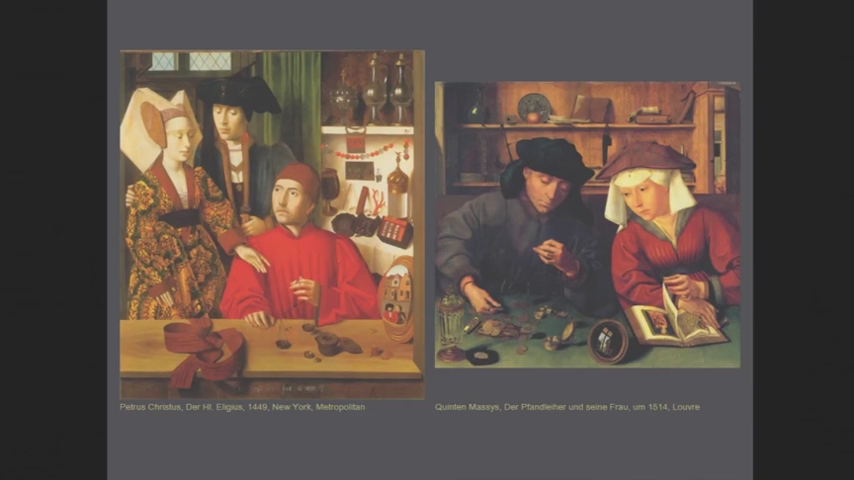 Petrus Christus, Der Hl. Eligius, 1449, New York, Metropolitan
Quinten Massys, Der Pfandleiher und seine Frau, um 1514, Louvre